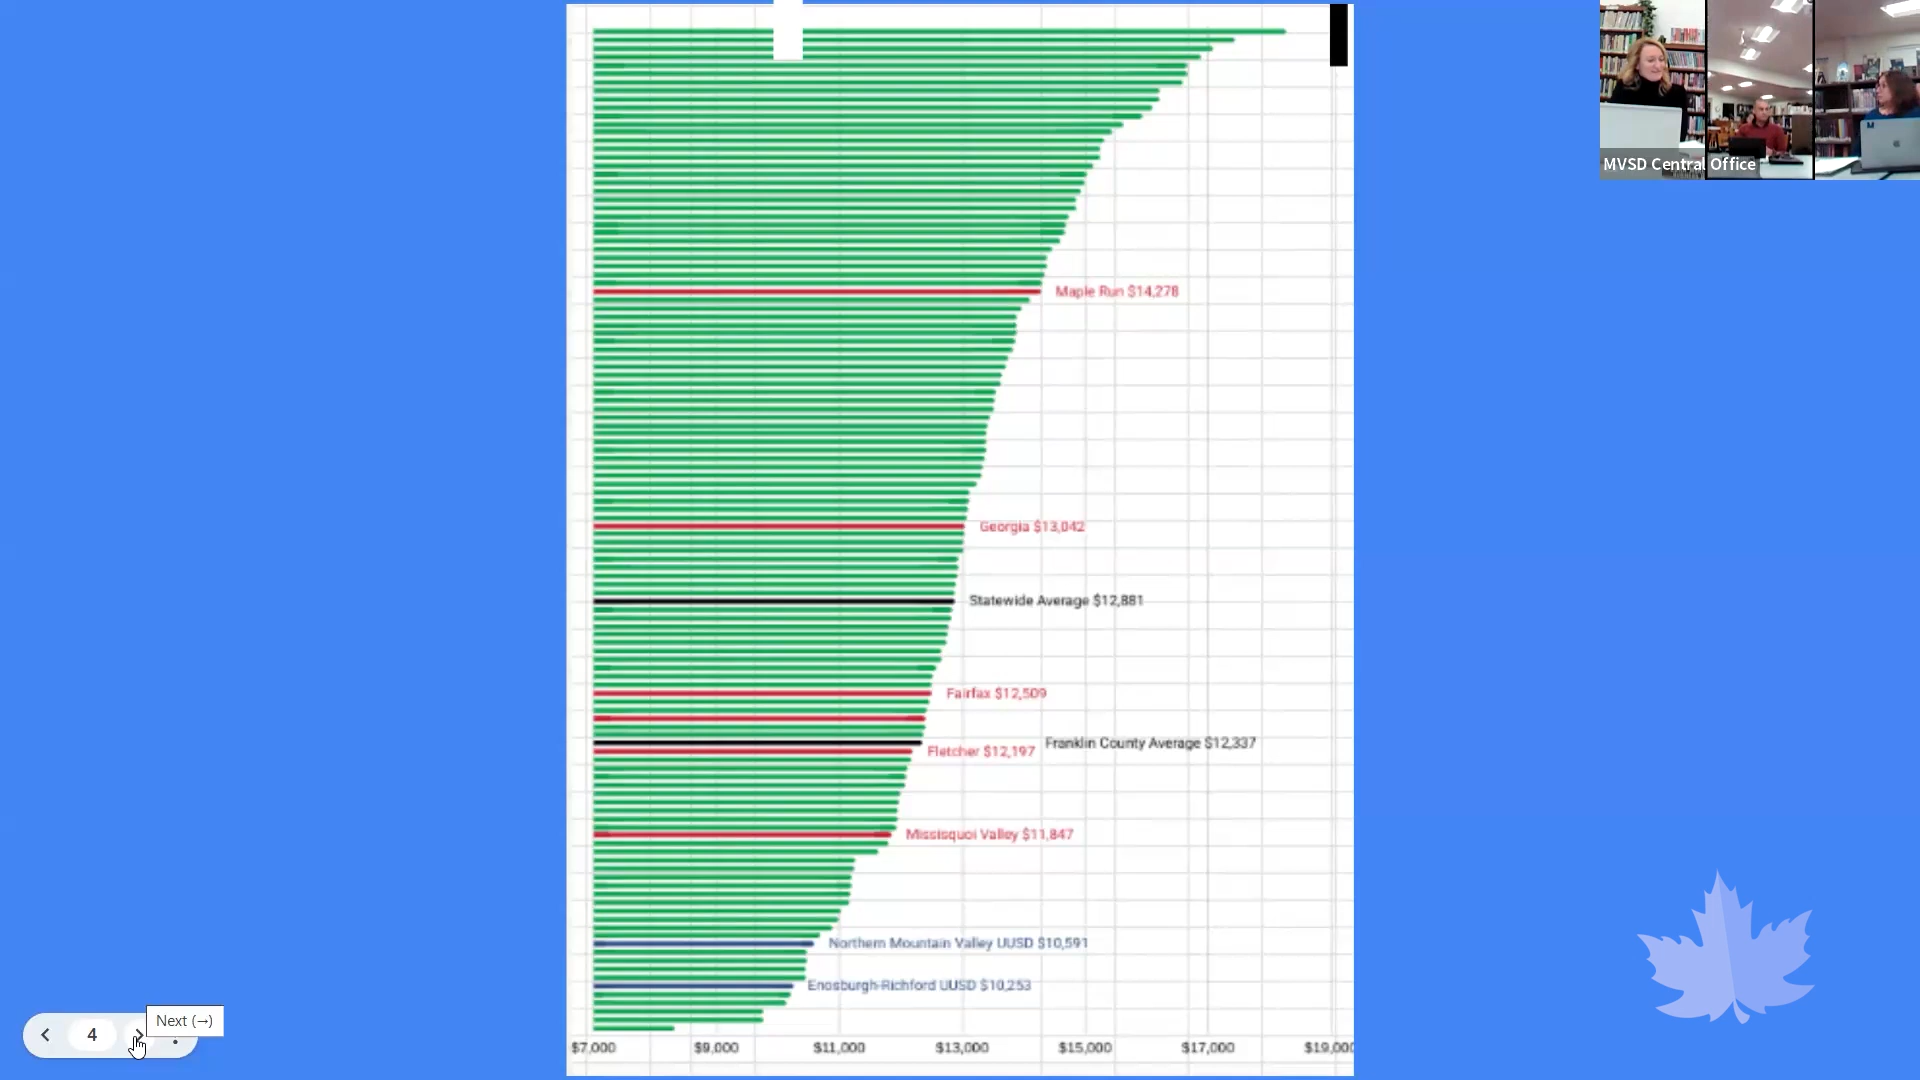 MVSD Central Office
Maple Run $14,278
Georgia $13,042
Statewide Average $12,881
Fairfax $12,509
Franklin County Average $12,337
Fletcher $12,197
Missisquoi Valley $11,847
Northern Mountain Valley UUSD $10,591
Enosburgh-Richford UUSD $10,253
Next (→)
4
$7,000 $9,000 $11,000 $13,000 $15,000 $17,000 $19,000